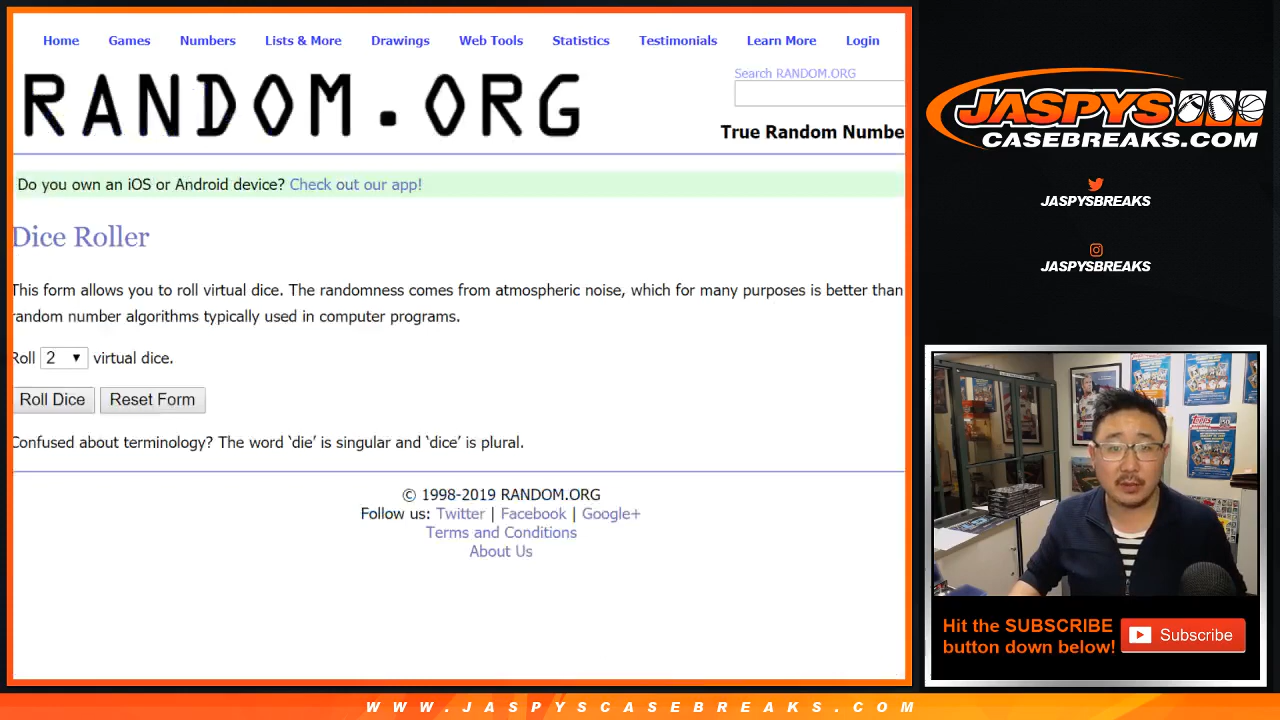 Home Games Numbers Lists & More Drawings Web Tools Statistics Testimonials Learn More Login
RANDOM.ORG
Search RANDOM.ORG
True Random Numbe
Do you own an iOS or Android device? Check out our app!
Dice Roller
This form allows you to roll virtual dice. The randomness comes from atmospheric noise, which for many purposes is better than
random number algorithms typically used in computer programs.
Roll 2 virtual dice.
Roll Dice Reset Form
Confused about terminology? The word ‘die’ is singular and ‘dice’ is plural.
© 1998-2019 RANDOM.ORG
Follow us: Twitter | Facebook | Google+
Terms and Conditions
About Us
JASPYS
CASEBREAKS.COM
JASPYSBREAKS
JASPYSBREAKS
Topps
Hit the SUBSCRIBE
button down below!
Subscribe
WWW.JASPYSCASEBREAKS.COM